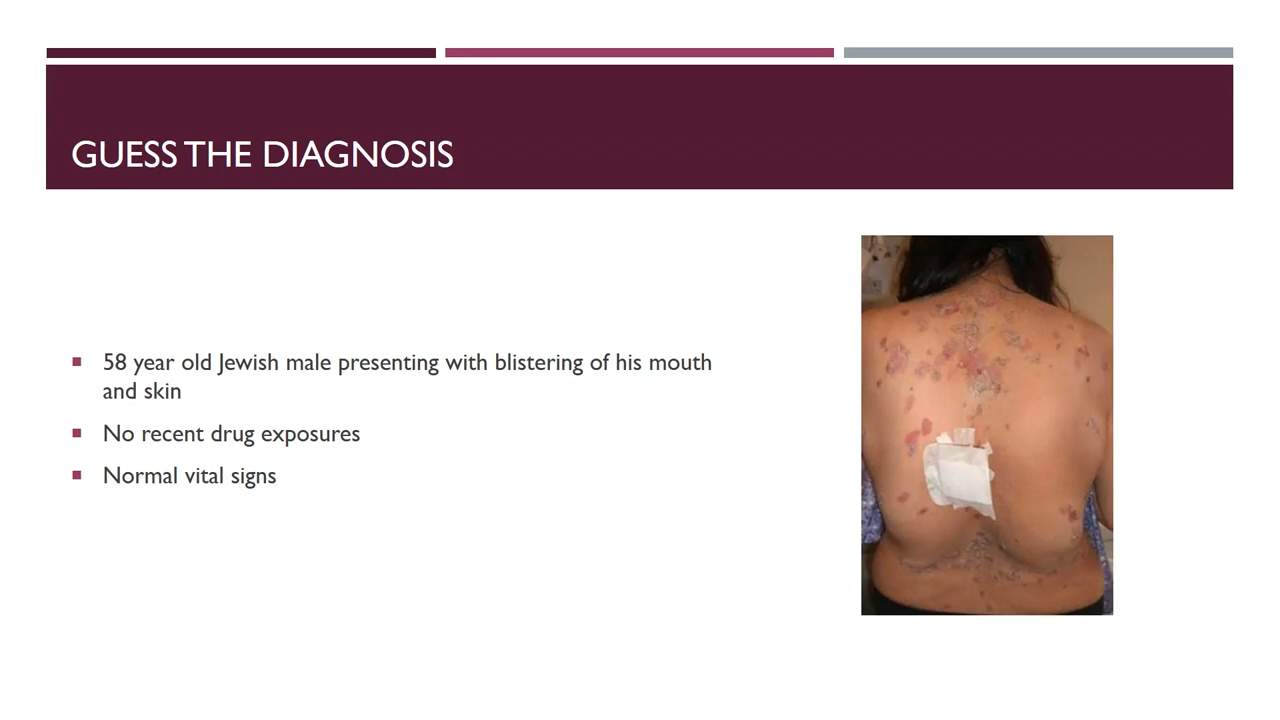 GUESS THE DIAGNOSIS
58 year old Jewish male presenting with blistering of his mouth
and skin
No recent drug exposures
Normal vital signs